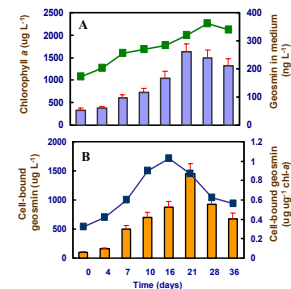 A
Chlorophyll a (ug L-1)
2500
2000
1500
1000
500
0
400
300
200
100
0
Geosmin in medium
(ng L-1)
B
Cell-bound
geosmin (ug L-1)
2000
1500
1000
500
0
1.2
1
0.8
0.6
0.4
0.2
0
Cell-bound geosmin
(ug ug-1 chl-a)
0 4 7 10 16 21 28 36
Time (days)